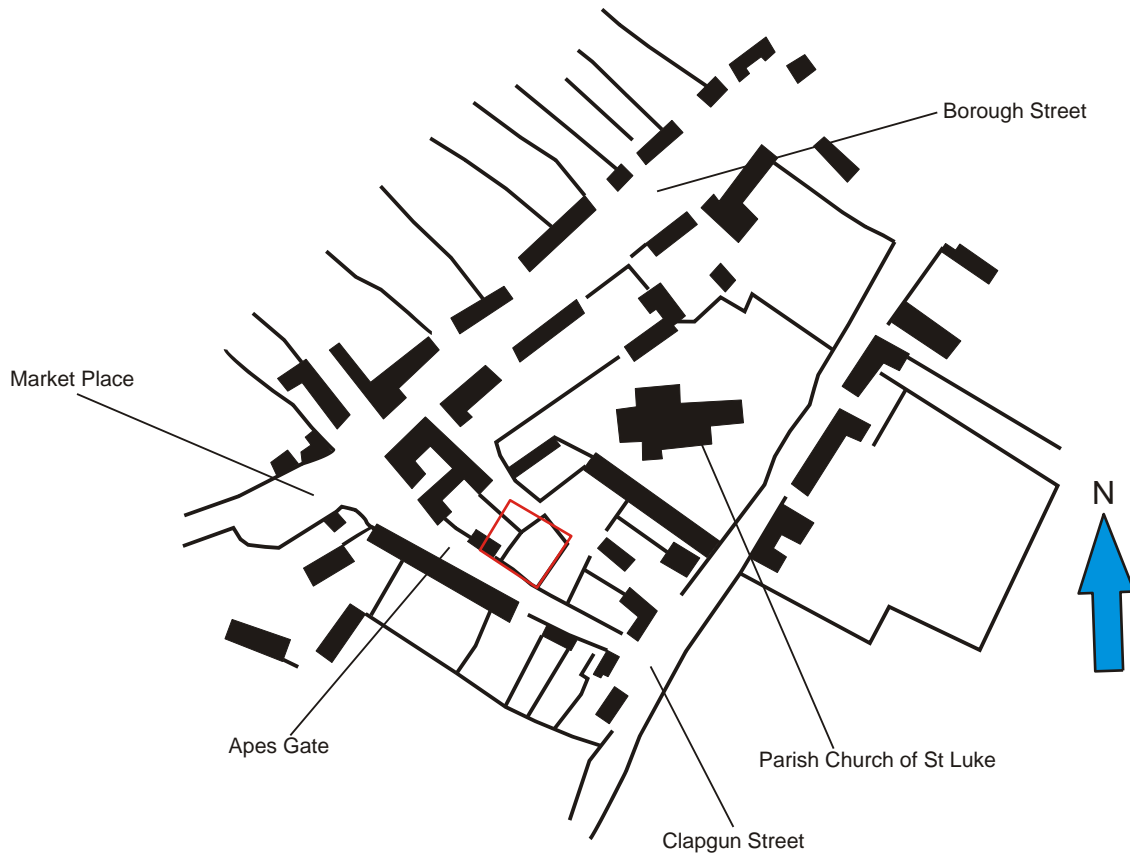 Borough Street
Market Place
N
Apes Gate
Parish Church of St Luke
Clapgun Street